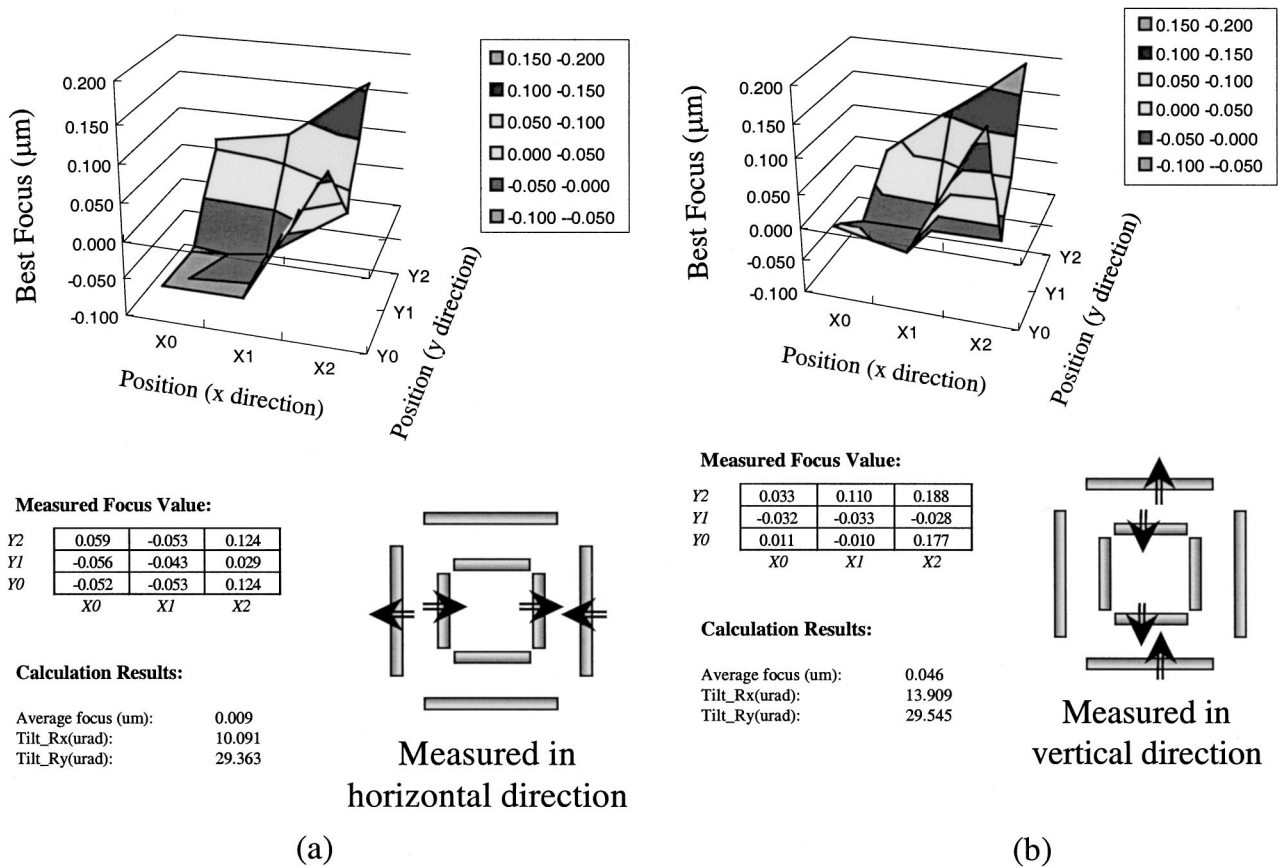 0.200
0.150
0.100
0.050
0.000
-0.050
-0.100
Best Focus (µm)
X0
X1
X2
Position (x direction)
Y2
Y1
Y0
Position (y direction)
0.150 -0.200
0.100 -0.150
0.050 -0.100
0.000 -0.050
-0.050 -0.000
-0.100 --0.050
Measured Focus Value:
Y2 0.059 -0.053 0.124
Y1 -0.056 -0.043 0.029
Y0 -0.052 -0.053 0.124
X0 X1 X2
Calculation Results:
Average focus (um): 0.009
Tilt_Rx(urad): 10.091
Tilt_Ry(urad): 29.363
Measured in
horizontal direction
(a)
0.200
0.150
0.100
0.050
0.000
-0.050
-0.100
Best Focus (µm)
X0
X1
X2
Position (x direction)
Y2
Y1
Y0
Position (y direction)
0.150 -0.200
0.100 -0.150
0.050 -0.100
0.000 -0.050
-0.050 -0.000
-0.100 --0.050
Measured Focus Value:
Y2 0.033 0.110 0.188
Y1 -0.032 -0.033 -0.028
Y0 0.011 -0.010 0.177
X0 X1 X2
Calculation Results:
Average focus (um): 0.046
Tilt_Rx(urad): 13.909
Tilt_Ry(urad): 29.545
Measured in
vertical direction
(b)